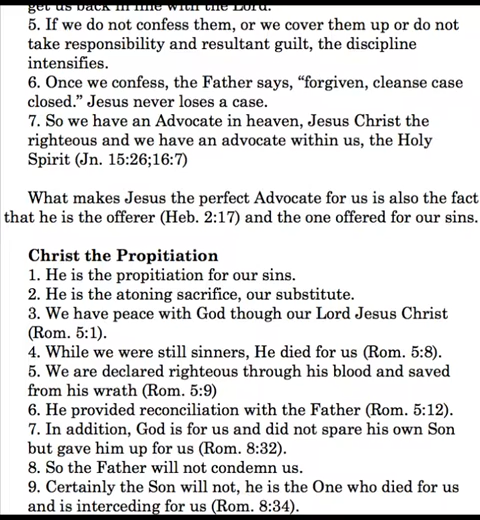 get us back in line with the Lord.
5. If we do not confess them, or we cover them up or do not
take responsibility and resultant guilt, the discipline
intensifies.
6. Once we confess, the Father says, “forgiven, cleanse case
closed.” Jesus never loses a case.
7. So we have an Advocate in heaven, Jesus Christ the
righteous and we have an advocate within us, the Holy
Spirit (Jn. 15:26;16:7)
What makes Jesus the perfect Advocate for us is also the fact
that he is the offerer (Heb. 2:17) and the one offered for our sins.
Christ the Propitiation
1. He is the propitiation for our sins.
2. He is the atoning sacrifice, our substitute.
3. We have peace with God though our Lord Jesus Christ
(Rom. 5:1).
4. While we were still sinners, He died for us (Rom. 5:8).
5. We are declared righteous through his blood and saved
from his wrath (Rom. 5:9)
6. He provided reconciliation with the Father (Rom. 5:12).
7. In addition, God is for us and did not spare his own Son
but gave him up for us (Rom. 8:32).
8. So the Father will not condemn us.
9. Certainly the Son will not, he is the One who died for us
and is interceding for us (Rom. 8:34).